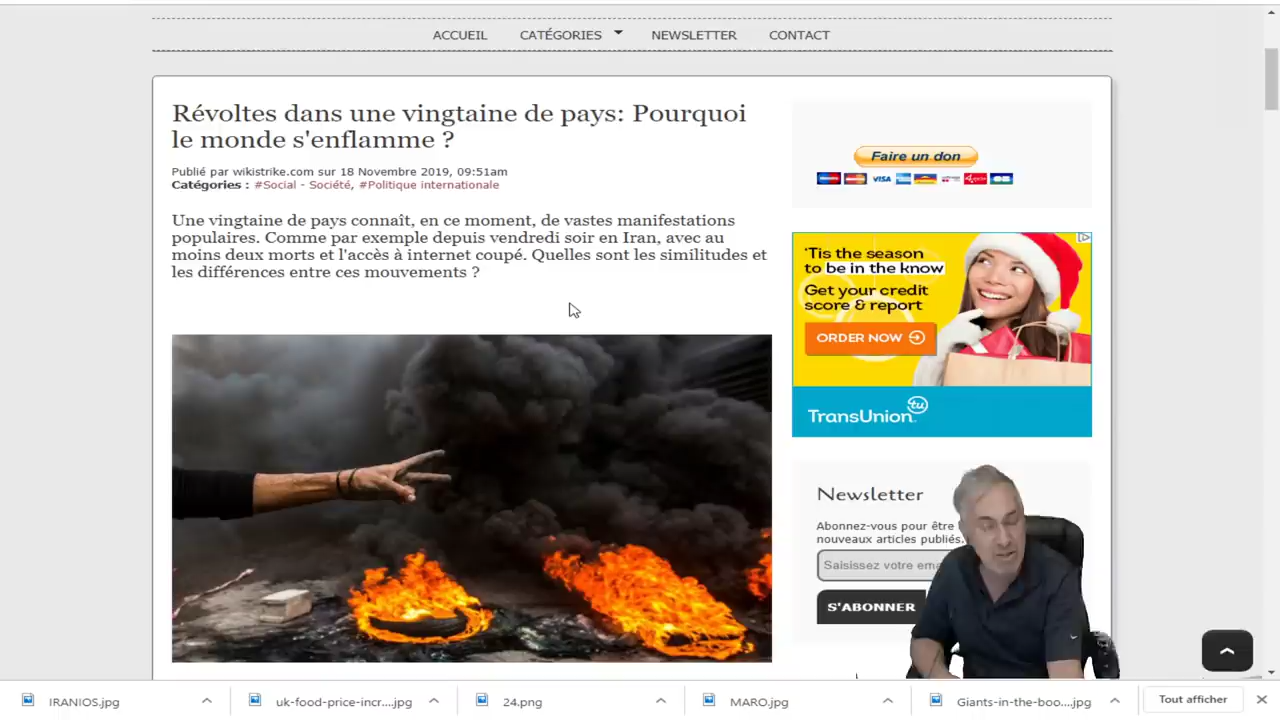 ACCUEIL
CATÉGORIES
NEWSLETTER
CONTACT
Révoltes dans une vingtaine de pays: Pourquoi
le monde s'enflamme ?
Publié par wikistrike.com sur 18 Novembre 2019, 09:51am
Catégories : #Social - Société, #Politique internationale
Une vingtaine de pays connaît, en ce moment, de vastes manifestations
populaires. Comme par exemple depuis vendredi soir en Iran, avec au
moins deux morts et l'accès à internet coupé. Quelles sont les similitudes et
les différences entre ces mouvements ?
Faire un don
VISA
'Tis the season
to be in the know
Get your credit
score & report
ORDER NOW
TransUnion
tu
Newsletter
Abonnez-vous pour être
nouveaux articles publiés.
Saisissez votre ema
S'ABONNER
IRANIOS.jpg
uk-food-price-incr....jpg
24.png
MARO.jpg
Giants-in-the-boo....jpg
Tout afficher